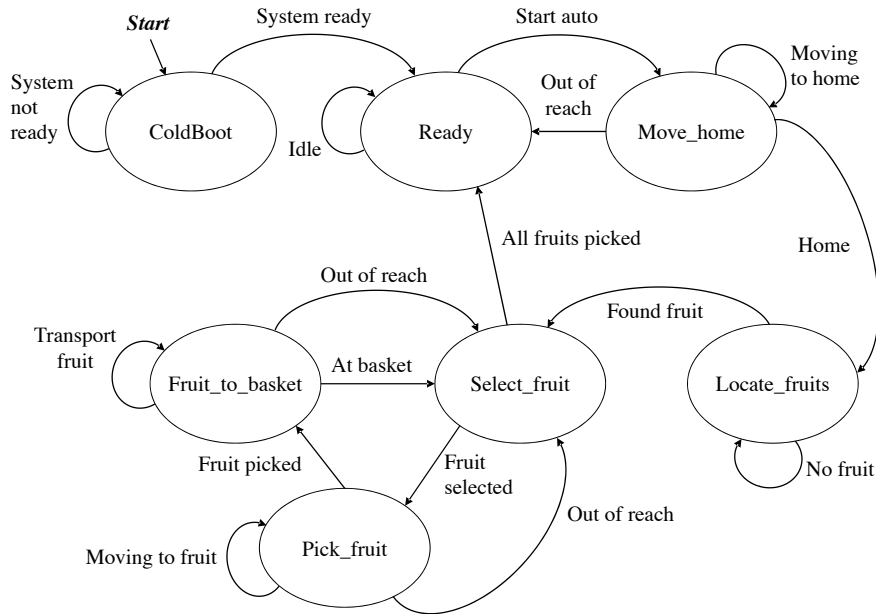 Start
System ready
Start auto
System
not
ready
ColdBoot
Idle
Ready
Out of
reach
Move_home
Moving
to home
All fruits picked
Home
Out of reach
Found fruit
Transport
fruit
Fruit_to_basket
At basket
Select_fruit
Locate_fruits
Fruit picked
Fruit
selected
No fruit
Out of reach
Moving to fruit
Pick_fruit